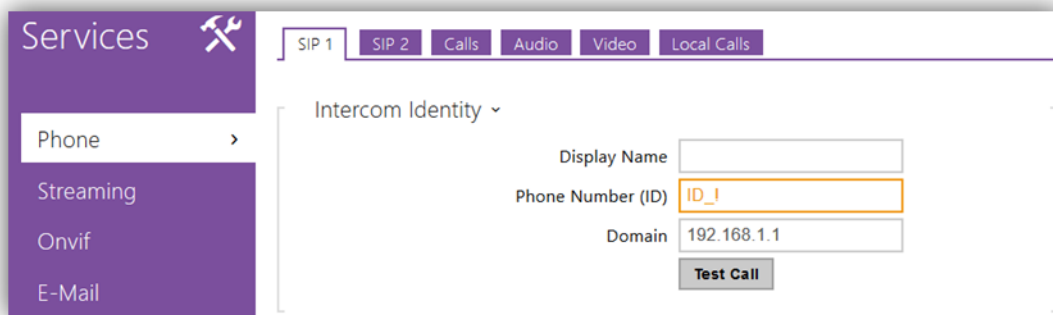 Services
SIP 1 SIP 2 Calls Audio Video Local Calls
Intercom Identity
Phone
Display Name
Streaming
Phone Number (ID) ID_!
Onvif
Domain 192.168.1.1
Test Call
E-Mail